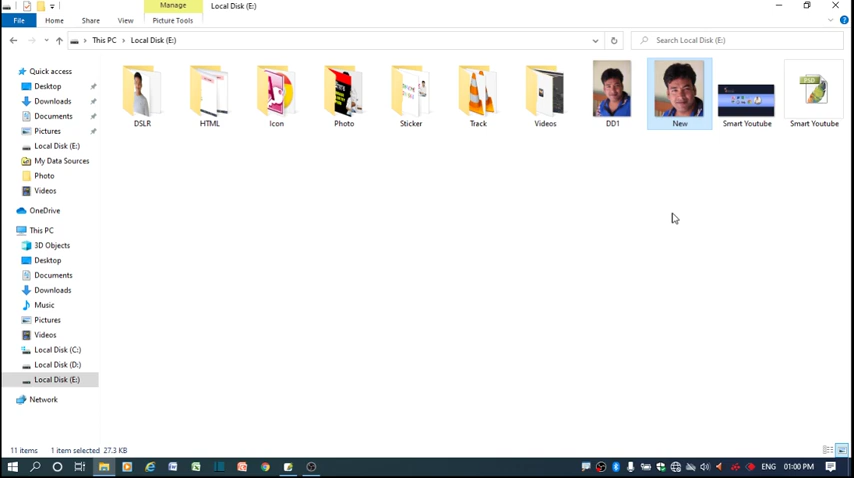 Manage
Local Disk (E:)
File
Home
Share
View
Picture Tools
This PC
Local Disk (E:)
Search Local Disk (E:)
Quick access
Desktop
Downloads
Documents
Pictures
Local Disk (E:)
My Data Sources
Photo
Videos
OneDrive
This PC
3D Objects
Desktop
Documents
Downloads
Music
Pictures
Videos
Local Disk (C:)
Local Disk (D:)
Local Disk (E:)
Network
DSLR
HTML
Icon
Photo
Sticker
Track
Videos
DD1
New
Smart Youtube
Smart Youtube
11 items
1 item selected 27.3 KB
ENG
01:00 PM